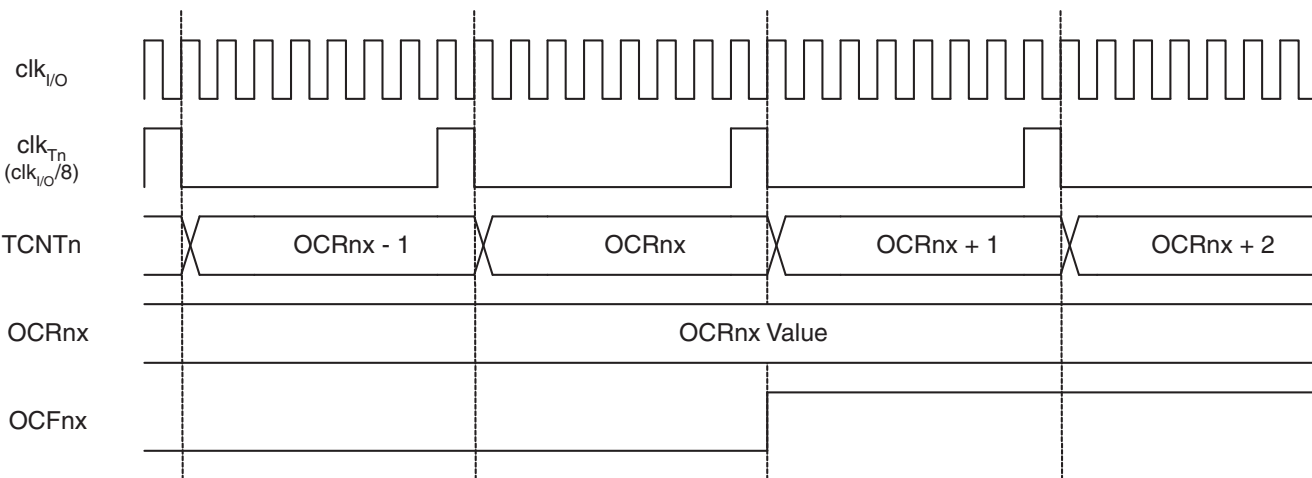 clkI/O
clkTn
(clkI/O/8)
TCNTn
OCRnx - 1
OCRnx
OCRnx + 1
OCRnx + 2
OCRnx
OCRnx Value
OCFnx